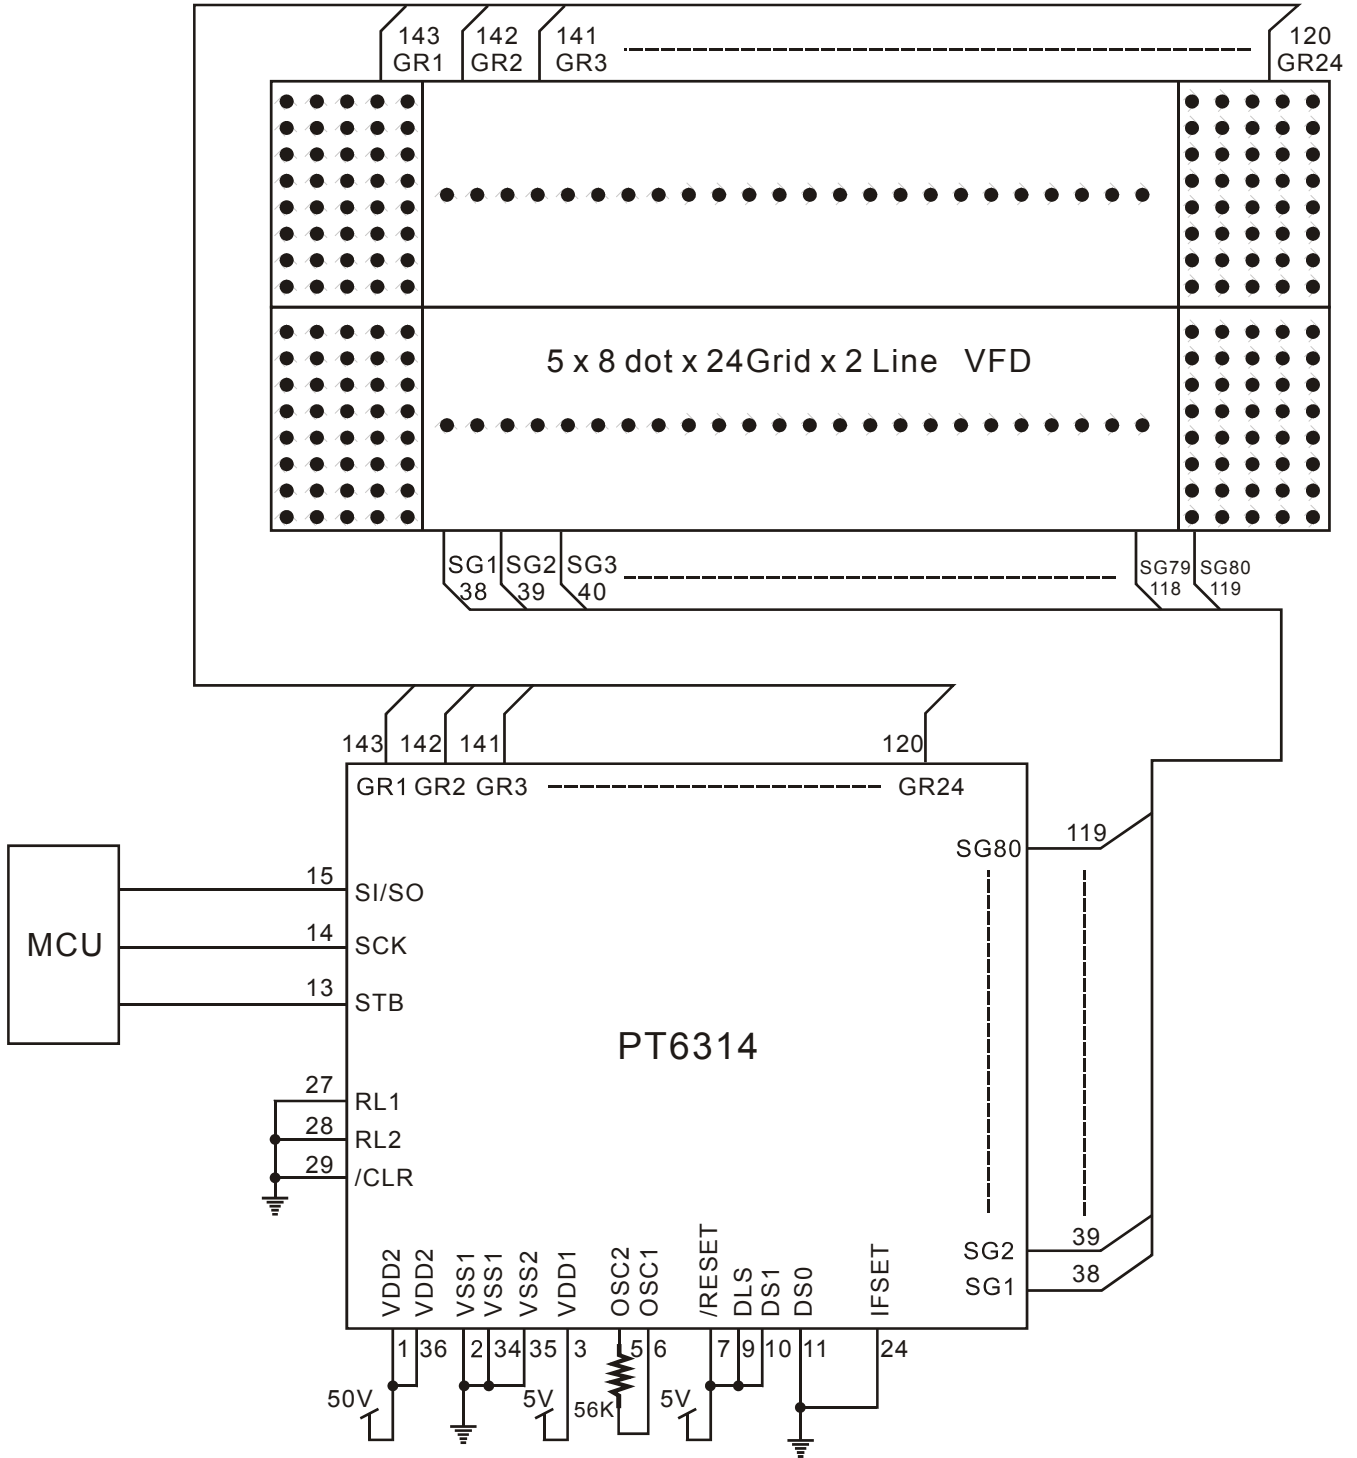 143 142 141 120
GR1 GR2 GR3 GR24
5 x 8 dot x 24Grid x 2 Line VFD
SG1 SG2 SG3 SG79 SG80
38 39 40 118 119
143 142 141 120
GR1 GR2 GR3 GR24
119
SG80
15
SI/SO
14
MCU
SCK
13
STB
PT6314
27
RL1
28
RL2
29
/CLR
39
SG2
38
SG1
VDD2 VDD2 VSS1 VSS1 VSS2 VDD1 OSC2 OSC1 /RESET DLS DS1 DS0 IFSET
1 36 2 34 35 3 5 6 7 9 10 11 24
50V 5V 56K 5V